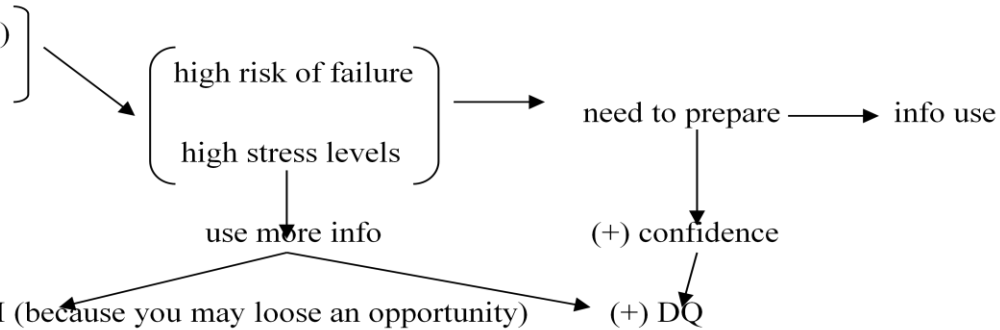 )
high risk of failure
high stress levels
need to prepare
info use
use more info
(+) confidence
(because you may loose an opportunity)
(+) DQ